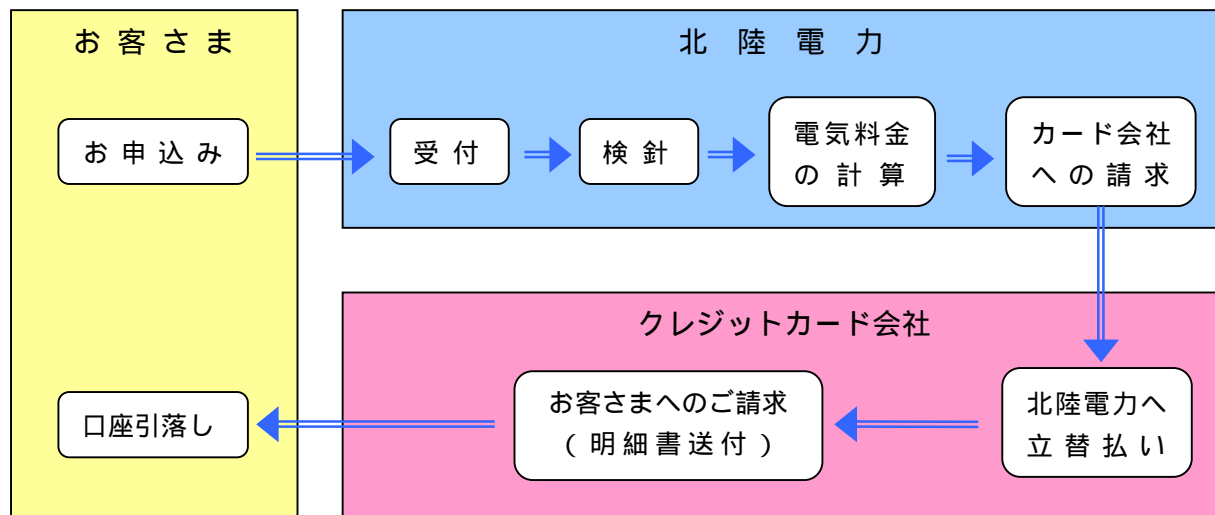 お客さま
北陸電力
お申込み
受付
検針
電気料金
の計算
カード会社
への請求
クレジットカード会社
口座引落し
お客さまへのご請求
(明細書送付)
北陸電力へ
立替払い